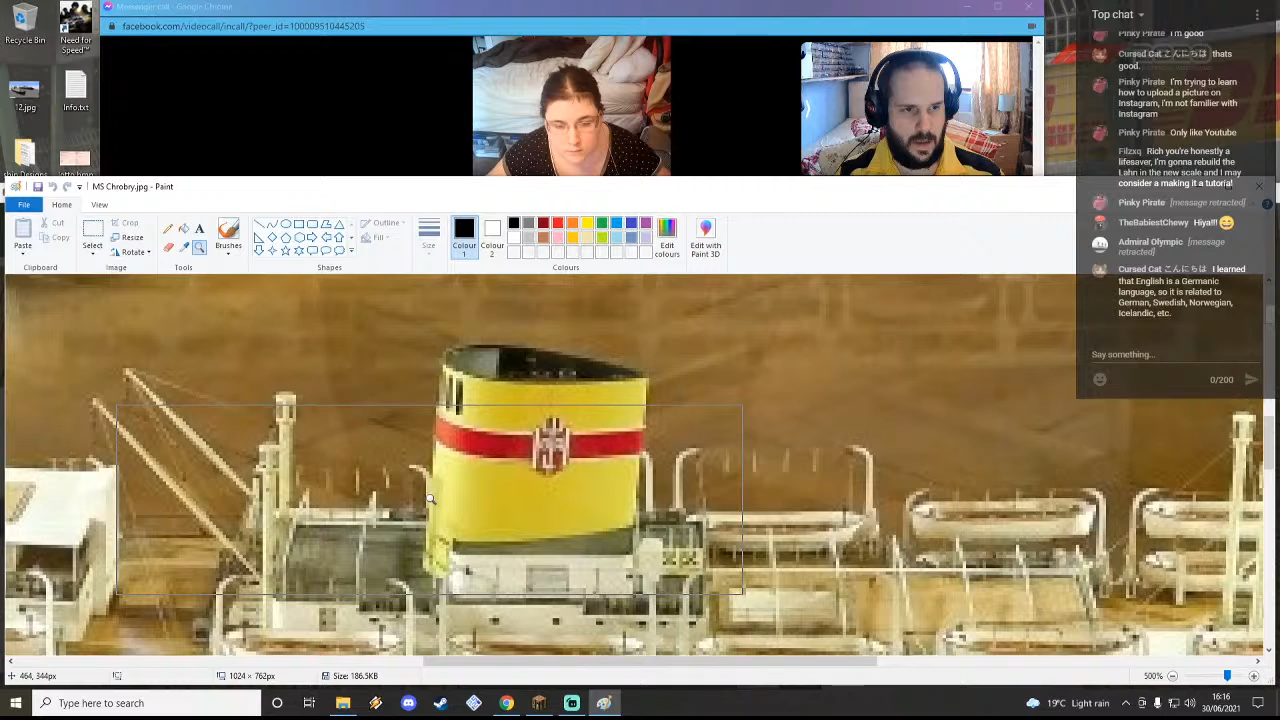 Messenger call - Google Chrome
facebook.com/videocall/incall/?peer_id=100009510445205
Recycle Bin
Need for
Speed™
12.jpg
Info.txt
Top chat
Pinky Pirate I'm good
Cursed Cat こんにちは thats
good.
Pinky Pirate I'm trying to learn
how to upload a picture on
Instagram, i'm not familier with
Instagram
Pinky Pirate Only like Youtube
Filzxq Rich you're honestly a
lifesaver, I'm gonna rebuild the
Lahn in the new scale and I may
consider a making it a tutorial
Pinky Pirate [message retracted]
TheBabiestChewy Hiya!!!
Admiral Olympic [message
retracted]
Cursed Cat こんにちは I learned
that English is a Germanic
language, so it is related to
German, Swedish, Norwegian,
Icelandic, etc.
Say something...
0/200
MS Chrobry.jpg - Paint
File Home View
Paste
Cut
Copy
Clipboard
Select
Crop
Resize
Rotate
Image
Tools
Brushes
Shapes
Outline
Fill
Size
Colour
1
Colour
2
Edit
colours
Edit with
Paint 3D
Colours
464, 344px
1024 × 762px
Size: 186.5KB
500%
Type here to search
19°C Light rain
16:16
30/06/2021